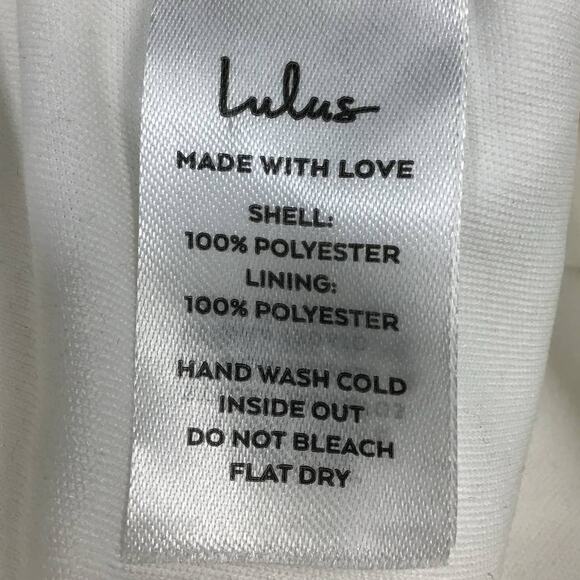 Lulus
MADE WITH LOVE
SHELL:
100% POLYESTER
LINING:
100% POLYESTER
HAND WASH COLD
INSIDE OUT
DO NOT BLEACH
FLAT DRY